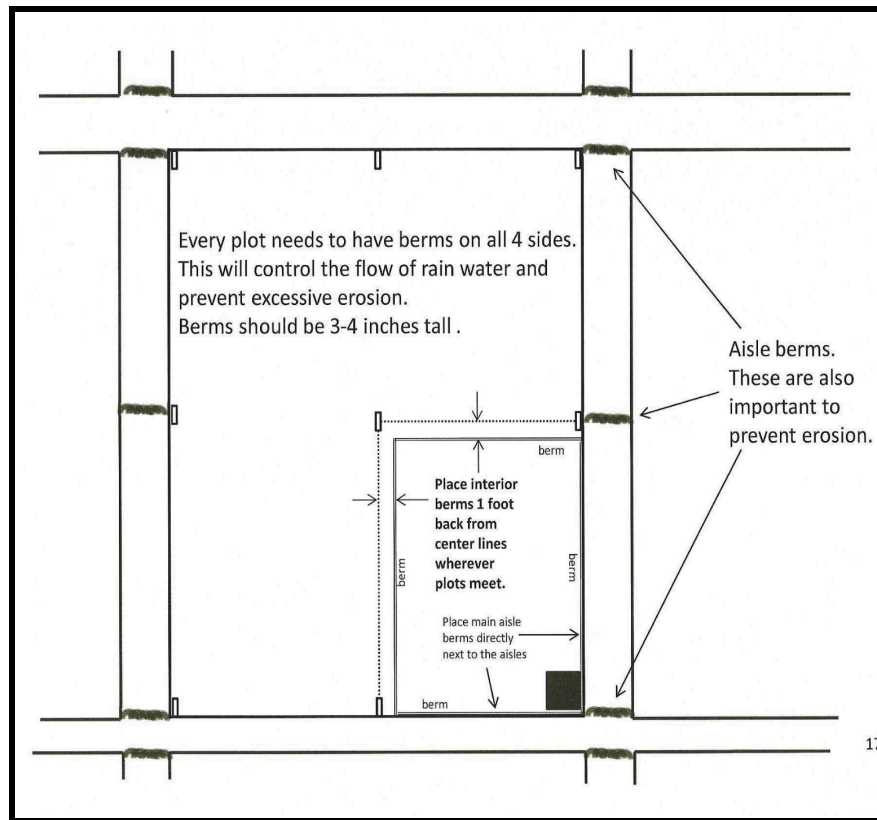 Every plot needs to have berms on all 4 sides.
This will control the flow of rain water and
prevent excessive erosion.
Berms should be 3-4 inches tall .
Aisle berms.
These are also
important to
prevent erosion.
berm
Place interior
berms 1 foot
back from
center lines
wherever
plots meet.
berm
berm
Place main aisle
berms directly
next to the aisles
berm
17